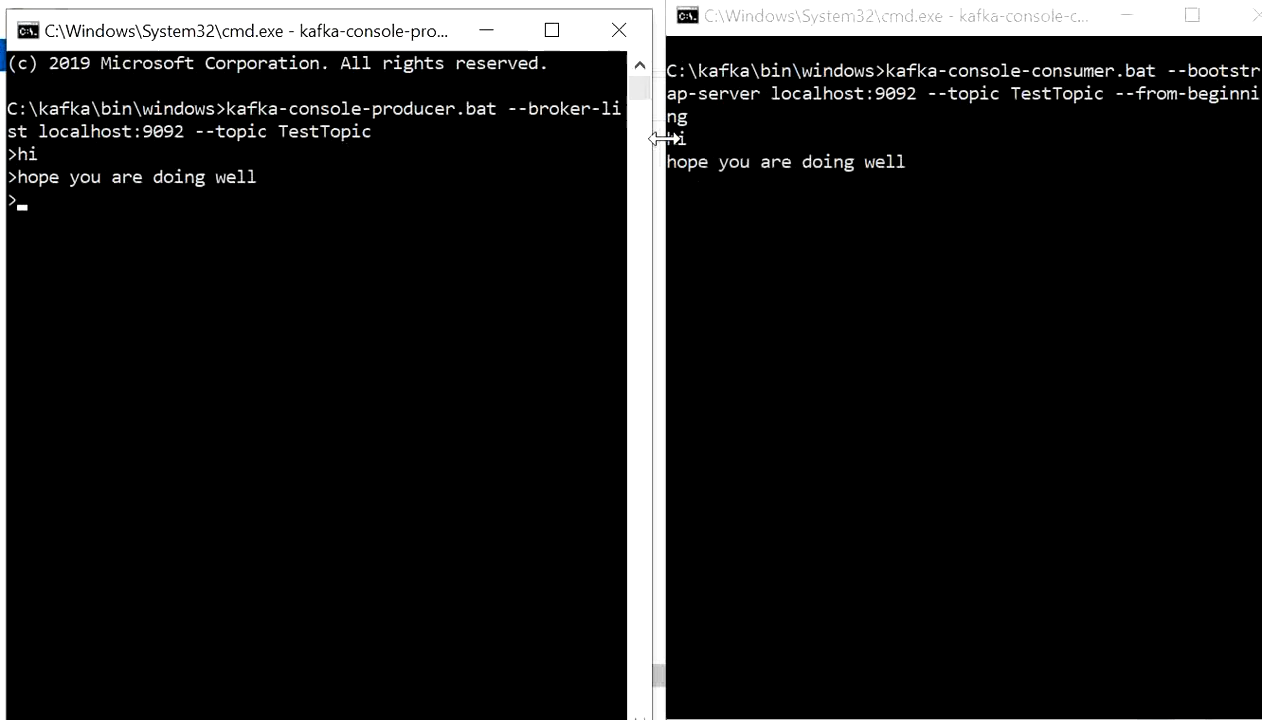 C:\Windows\System32\cmd.exe - kafka-console-pro...
(c) 2019 Microsoft Corporation. All rights reserved.
C:\kafka\bin\windows>kafka-console-producer.bat --broker-li
st localhost:9092 --topic TestTopic
>hi
>hope you are doing well
>
C:\Windows\System32\cmd.exe - kafka-console-c...
C:\kafka\bin\windows>kafka-console-consumer.bat --bootstr
ap-server localhost:9092 --topic TestTopic --from-beginni
ng
hi
hope you are doing well